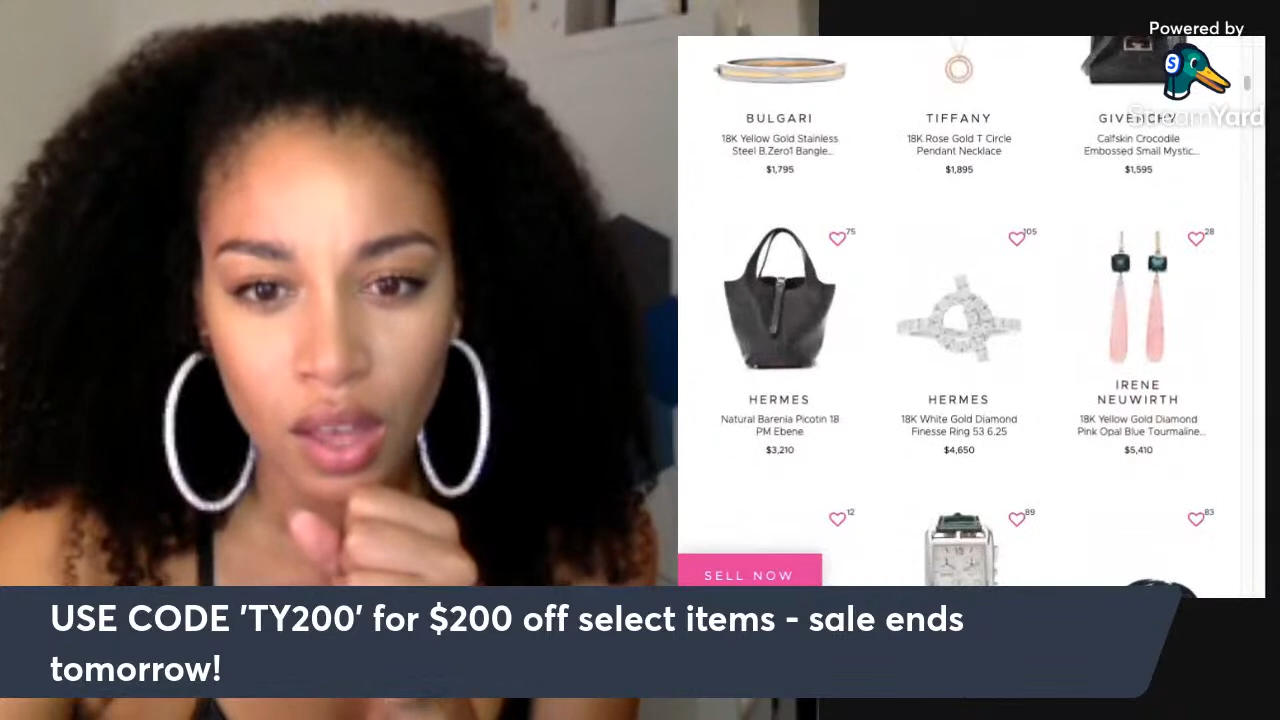 Powered by
StreamYard
BULGARI
18K Yellow Gold Stainless
Steel B.Zero1 Bangle...
$1,795
TIFFANY
18K Rose Gold T Circle
Pendant Necklace
$1,895
GIVENCHY
Calfskin Crocodile
Embossed Small Mystic...
$1,595
75
HERMES
Natural Barenia Picotin 18
PM Ebene
$3,210
105
HERMES
18K White Gold Diamond
Finesse Ring 53 6.25
$4,650
28
IRENE
NEUWIRTH
18K Yellow Gold Diamond
Pink Opal Blue Tourmaline...
$5,410
12
89
83
SELL NOW
USE CODE 'TY200' for $200 off select items - sale ends
tomorrow!